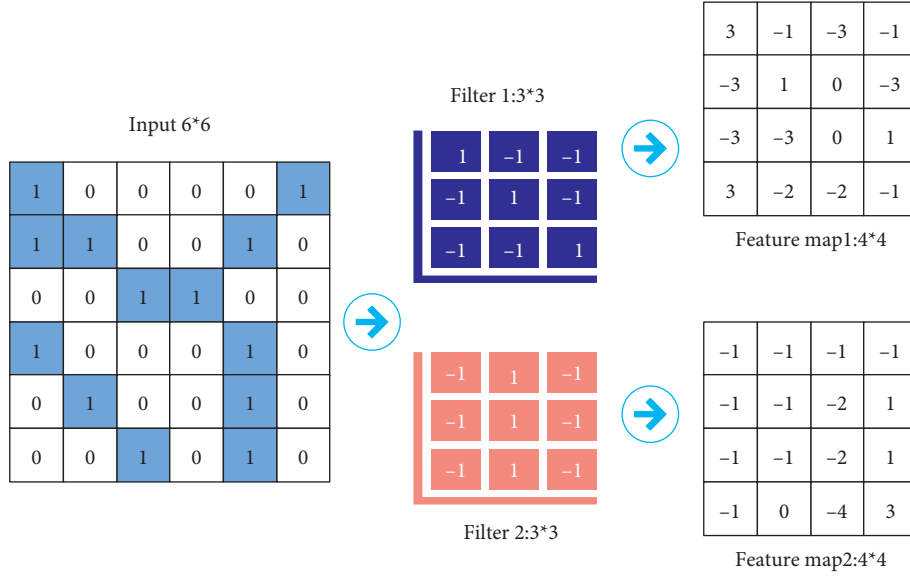 Input 6*6
1 0 0 0 0 1
1 1 0 0 1 0
0 0 1 1 0 0
1 0 0 0 1 0
0 1 0 0 1 0
0 0 1 0 1 0
Filter 1:3*3
1 –1 –1
–1 1 –1
–1 –1 1
–1 1 –1
–1 1 –1
–1 1 –1
Filter 2:3*3
3 –1 –3 –1
–3 1 0 –3
–3 –3 0 1
3 –2 –2 –1
Feature map1:4*4
–1 –1 –1 –1
–1 –1 –2 1
–1 –1 –2 1
–1 0 –4 3
Feature map2:4*4